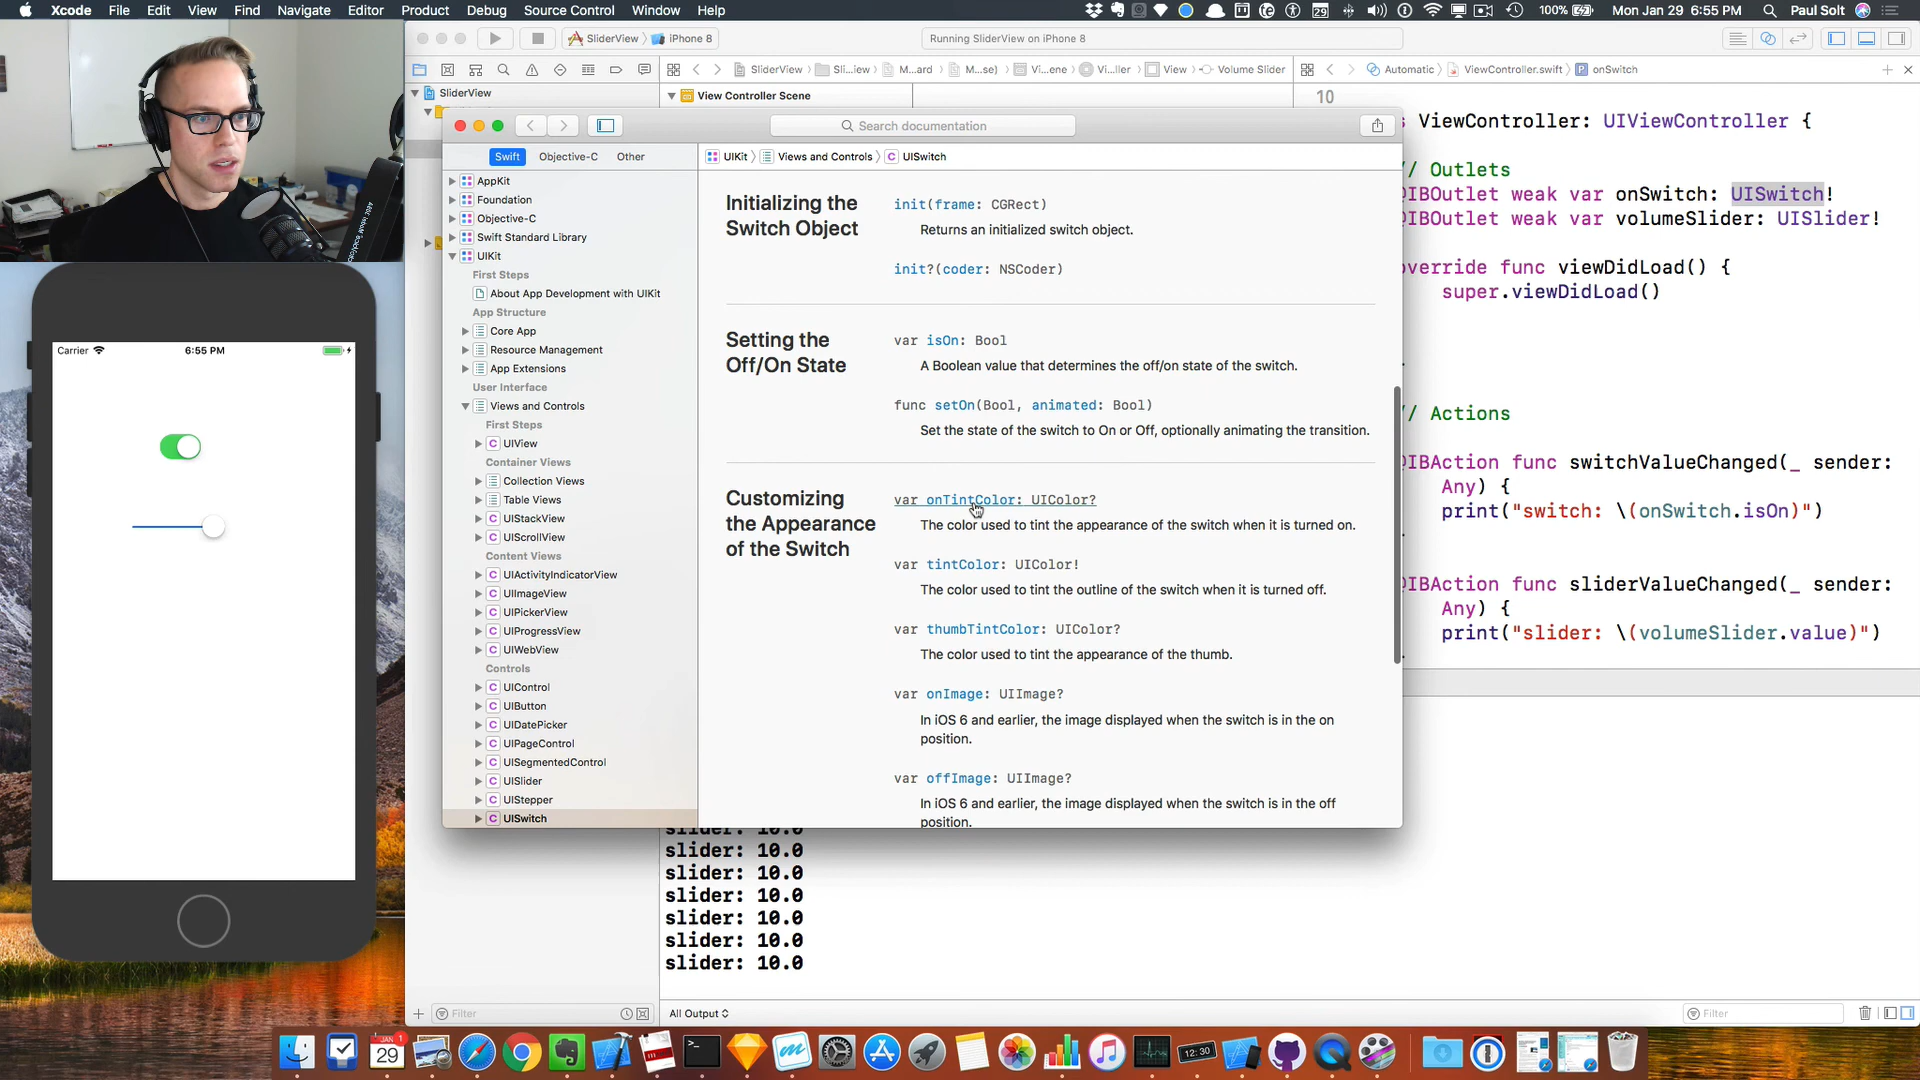 Xcode File Edit View Find Navigate Editor Product Debug Source Control Window Help
29
100%
Mon Jan 29 6:55 PM
Paul Solt
SliderView
iPhone 8
Running SliderView on iPhone 8
SliderView
Sli...iew
M...ard
M...se)
Vi...ene
Vi...ller
View
Volume Slider
Automatic
ViewController.swift
onSwitch
SliderView
View Controller Scene
10
Search documentation
Swift
Objective-C
Other
UIKit
Views and Controls
UISwitch
AppKit
Foundation
Objective-C
Swift Standard Library
UIKit
First Steps
About App Development with UIKit
App Structure
Core App
Resource Management
App Extensions
User Interface
Views and Controls
First Steps
UIView
Container Views
Collection Views
Table Views
UIStackView
UIScrollView
Content Views
UIActivityIndicatorView
UIImageView
UIPickerView
UIProgressView
UIWebView
Controls
UIControl
UIButton
UIDatePicker
UIPageControl
UISegmentedControl
UISlider
UIStepper
UISwitch
Initializing the
Switch Object
init(frame: CGRect)
Returns an initialized switch object.
init?(coder: NSCoder)
Setting the
Off/On State
var isOn: Bool
A Boolean value that determines the off/on state of the switch.
func setOn(Bool, animated: Bool)
Set the state of the switch to On or Off, optionally animating the transition.
Customizing
the Appearance
of the Switch
var onTintColor: UIColor?
The color used to tint the appearance of the switch when it is turned on.
var tintColor: UIColor!
The color used to tint the outline of the switch when it is turned off.
var thumbTintColor: UIColor?
The color used to tint the appearance of the thumb.
var onImage: UIImage?
In iOS 6 and earlier, the image displayed when the switch is in the on
position.
var offImage: UIImage?
In iOS 6 and earlier, the image displayed when the switch is in the off
position.
ViewController: UIViewController {
// Outlets
@IBOutlet weak var onSwitch: UISwitch!
@IBOutlet weak var volumeSlider: UISlider!
override func viewDidLoad() {
super.viewDidLoad()
// Actions
@IBAction func switchValueChanged(_ sender:
Any) {
print("switch: \(onSwitch.isOn)")
@IBAction func sliderValueChanged(_ sender:
Any) {
print("slider: \(volumeSlider.value)")
slider: 10.0
slider: 10.0
slider: 10.0
slider: 10.0
slider: 10.0
slider: 10.0
slider: 10.0
Filter
All Output
Filter
Carrier
6:55 PM
JAN
29
1
12:30